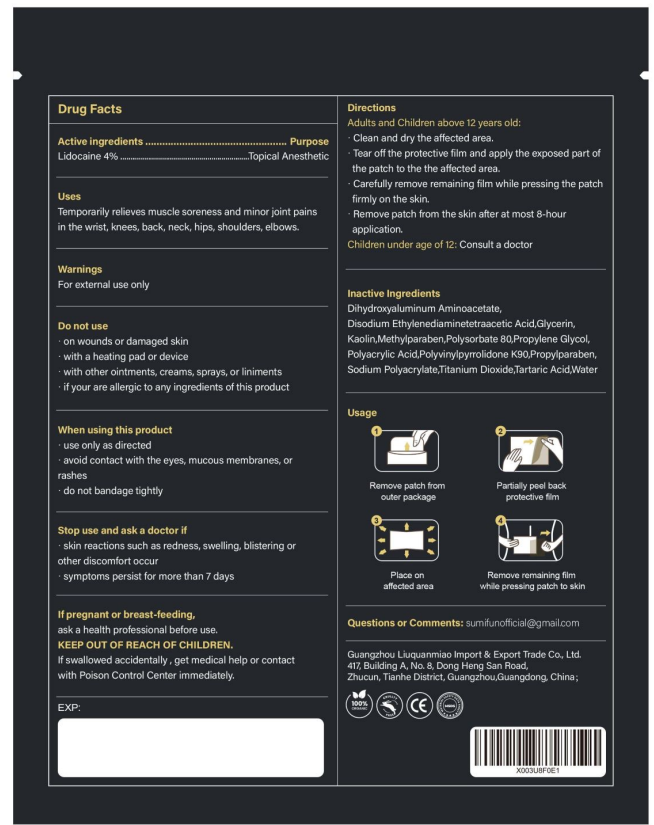 Drug Facts
Active ingredients .................................................. Purpose
Lidocaine 4% ..............................................................Topical Anesthetic
Uses
Temporarily relieves muscle soreness and minor joint pains
in the wrist, knees, back, neck, hips, shoulders, elbows.
Warnings
For external use only
Do not use
· on wounds or damaged skin
· with a heating pad or device
· with other ointments, creams, sprays, or liniments
· if your are allergic to any ingredients of this product
When using this product
· use only as directed
· avoid contact with the eyes, mucous membranes, or
rashes
· do not bandage tightly
Stop use and ask a doctor if
· skin reactions such as redness, swelling, blistering or
other discomfort occur
· symptoms persist for more than 7 days
If pregnant or breast-feeding,
ask a health professional before use.
KEEP OUT OF REACH OF CHILDREN.
If swallowed accidentally , get medical help or contact
with Poison Control Center immediately.
EXP:
Directions
Adults and Children above 12 years old:
· Clean and dry the affected area.
· Tear off the protective film and apply the exposed part of
the patch to the the affected area.
· Carefully remove remaining film while pressing the patch
firmly on the skin.
· Remove patch from the skin after at most 8-hour
application.
Children under age of 12: Consult a doctor
Inactive Ingredients
Dihydroxyaluminum Aminoacetate,
Disodium Ethylenediaminetetraacetic Acid,Glycerin,
Kaolin,Methylparaben,Polysorbate 80,Propylene Glycol,
Polyacrylic Acid,Polyvinylpyrrolidone K90,Propylparaben,
Sodium Polyacrylate,Titanium Dioxide,Tartaric Acid,Water
Usage
1
Remove patch from
outer package
2
Partially peel back
protective film
3
Place on
affected area
4
Remove remaining film
while pressing patch to skin
Questions or Comments: sumifunofficial@gmail.com
Guangzhou Liuquanmiao Import & Export Trade Co., Ltd.
417, Building A, No. 8, Dong Heng San Road,
Zhucun, Tianhe District, Guangzhou,Guangdong, China;
100%
ORGANIC
CE
MSDS
X003U8F0E1